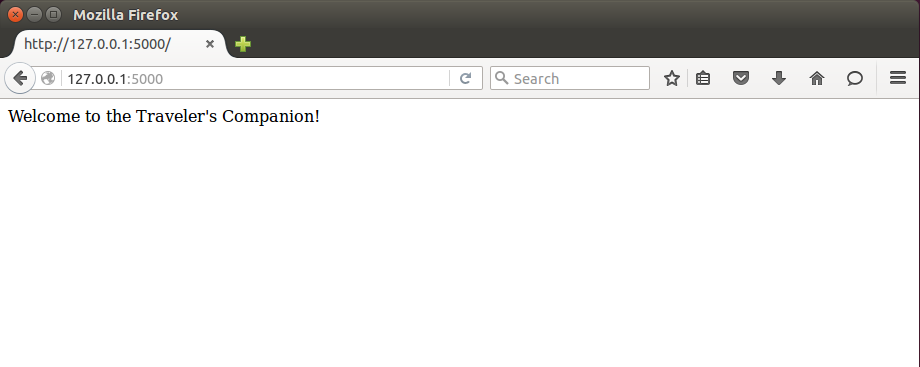 Mozilla Firefox
http://127.0.0.1:5000/
127.0.0.1:5000
Search
Welcome to the Traveler's Companion!